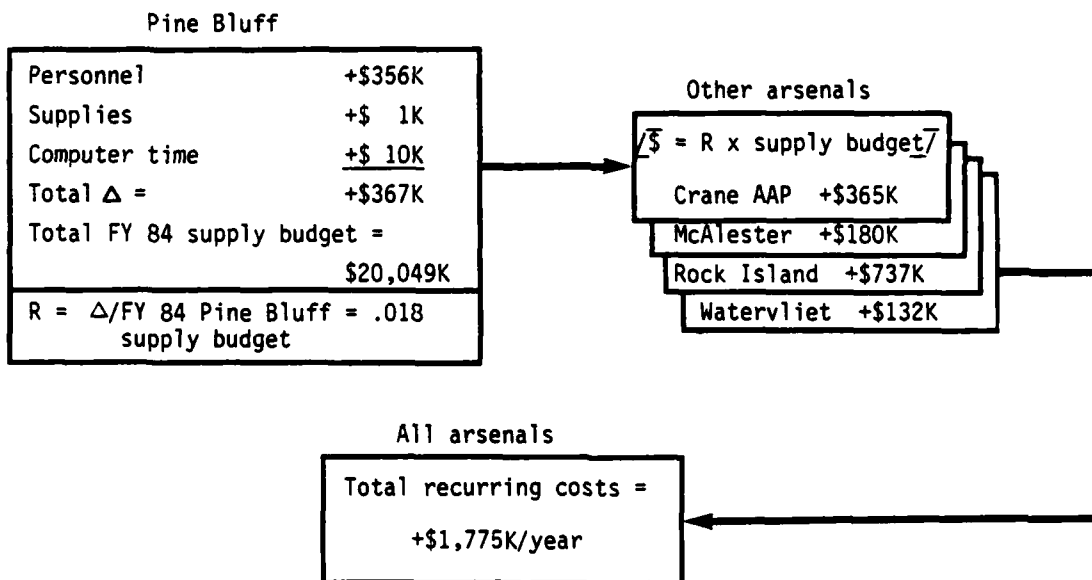 Pine Bluff
Personnel +$356K
Supplies +$ 1K
Computer time +$ 10K
Total Δ = +$367K
Total FY 84 supply budget =
$20,049K
R = Δ/FY 84 Pine Bluff = .018
supply budget
Other arsenals
/$ = R x supply budget/
Crane AAP +$365K
McAlester +$180K
Rock Island +$737K
Watervliet +$132K
All arsenals
Total recurring costs =
+$1,775K/year